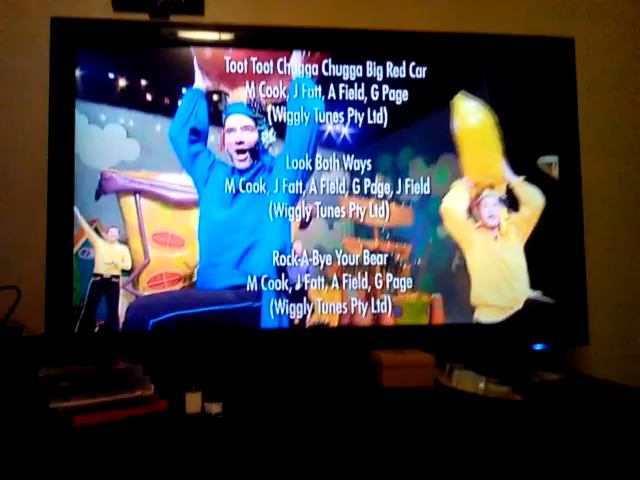 Toot Toot Chugga Chugga Big Red Car
M Cook, J Fatt, A Field, G Page
(Wiggly Tunes Pty Ltd)
Look Both Ways
M Cook, J Fatt, A Field, G Page, J Field
(Wiggly Tunes Pty Ltd)
Rock-A-Bye Your Bear
M Cook, J Fatt, A Field, G Page
(Wiggly Tunes Pty Ltd)